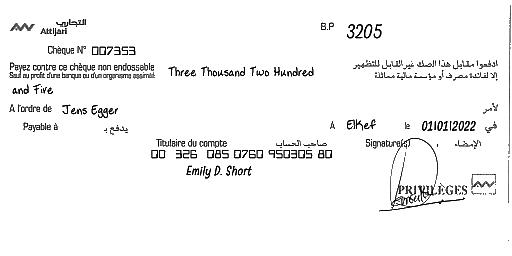 التجاري
Attijari
B.P 3205
Chèque N° 007353
Payez contre ce chèque non endossable
Sauf au profit d'une banque ou d'un organisme assimilé
Three Thousand Two Hundred
ادفعوا مقابل هذا الصك غير القابل للتظهير
إلا لفائدة مصرف أو مؤسسة مالية مماثلة
and Five
A l'ordre de Jens Egger لأمر
Payable à يدفع بـ A ElKef le 01/01/2022 في
Titulaire du compte صاحب الحساب Signature(s) الإمضاء
00 326 085 0760 950305 80
Emily D. Short
PRIVILÈGES